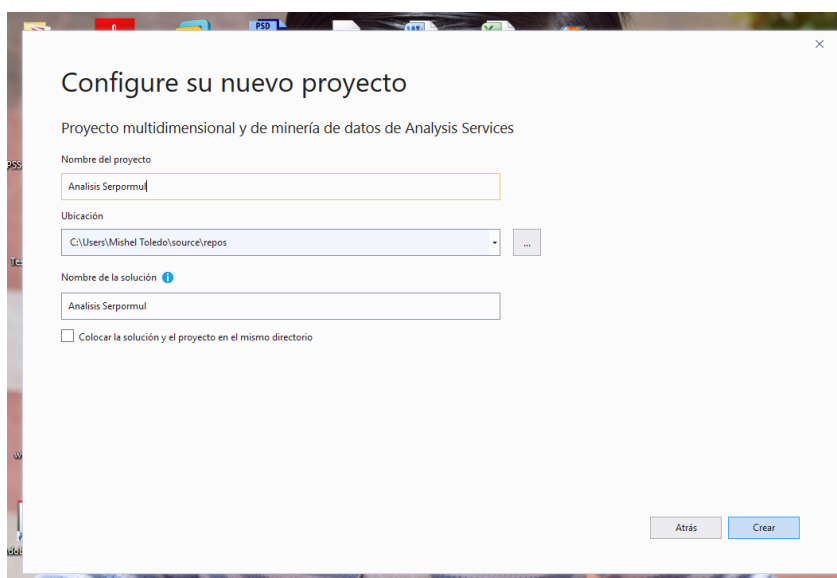 PSD
Configure su nuevo proyecto
Proyecto multidimensional y de minería de datos de Analysis Services
Nombre del proyecto
Analisis Serpormul
Ubicación
C:\Users\Mishel Toledo\source\repos
...
Nombre de la solución
Analisis Serpormul
Colocar la solución y el proyecto en el mismo directorio
Atrás
Crear